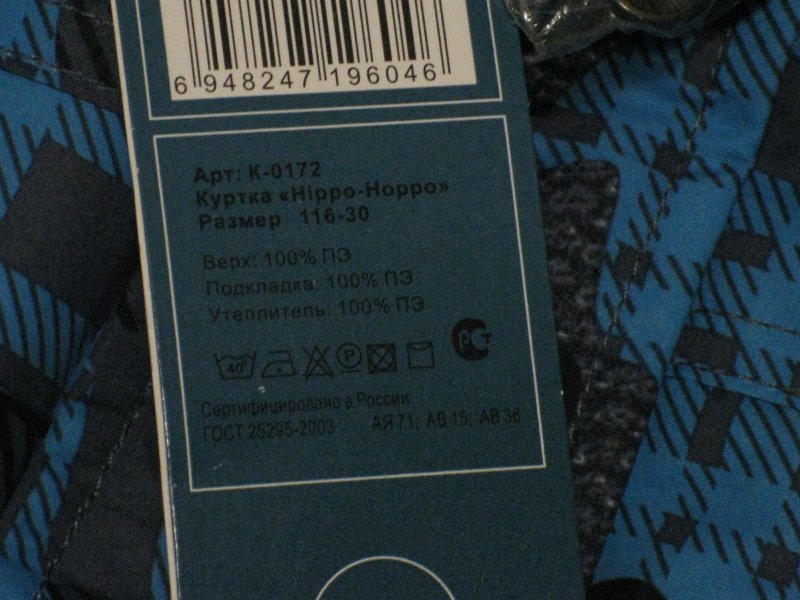 6 948247 196046
Арт: К-0172
Куртка «Hippo-Hoppo»
Размер 116-30
Верх: 100% ПЭ
Подкладка: 100% ПЭ
Утеплитель: 100% ПЭ
40° P РСТ
Сертифицировано в России
ГОСТ 25295-2003 АЯ 71; АВ 15; АВ 36